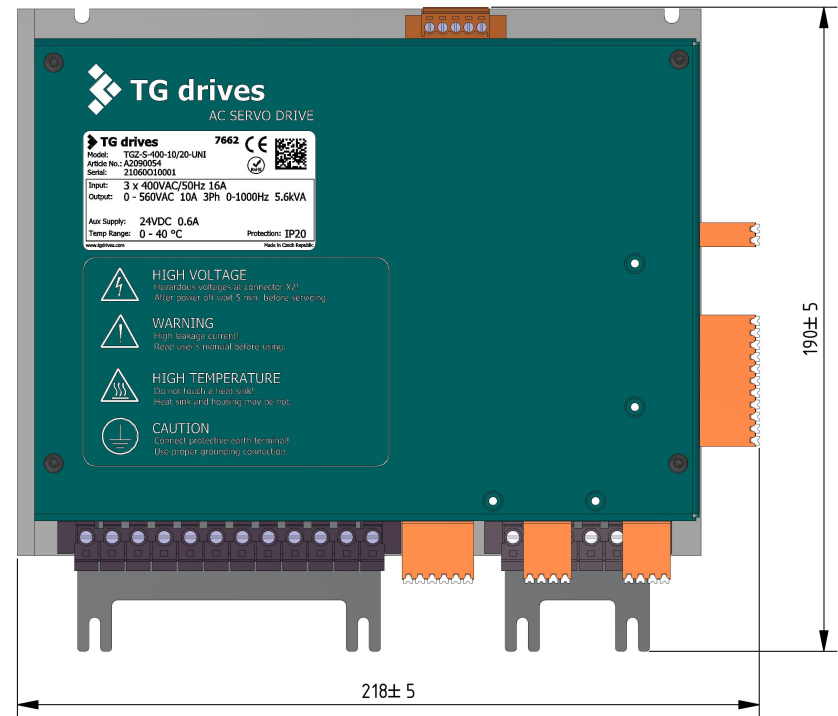 TG drives
AC SERVO DRIVE
TG drives 7662 CE
Model: TGZ-S-400-10/20-UNI
Article No.: A2090054
Serial: 21060O10001
RoHS
Input: 3 x 400VAC/50Hz 16A
Output: 0 - 560VAC 10A 3Ph 0-1000Hz 5.6kVA
Aux Supply: 24VDC 0.6A
Temp Range: 0 - 40 °C Protection: IP20
www.tgdrives.com Made in Czech Republic
HIGH VOLTAGE
Hazardous voltages at connector X2!
After power off wait 5 min. before servicing.
WARNING
High leakage current!
Read user's manual before using.
HIGH TEMPERATURE
Do not touch a heat sink!
Heat sink and housing may be hot.
CAUTION
Connect protective earth terminal!
Use proper grounding connection.
190± 5
218± 5